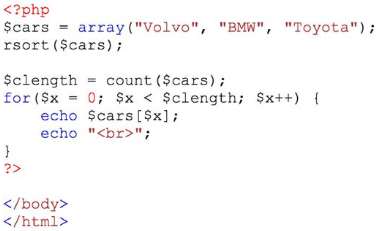 <?php
$cars = array("Volvo", "BMW", "Toyota");
rsort($cars);

$clength = count($cars);
for($x = 0; $x < $clength; $x++) {
    echo $cars[$x];
    echo "<br>";
}
?>

</body>
</html>